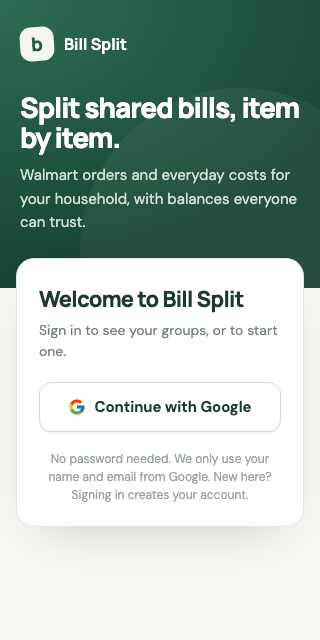 b
Bill Split
Split shared bills, item
by item.
Walmart orders and everyday costs for
your household, with balances everyone
can trust.
Welcome to Bill Split
Sign in to see your groups, or to start
one.
Continue with Google
No password needed. We only use your
name and email from Google. New here?
Signing in creates your account.